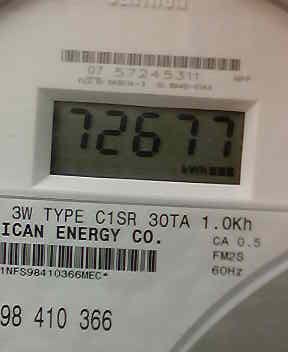 07 57245311
72677
3W TYPE C1SR 30TA 1.0Kh
ICAN ENERGY CO.
CA 0.5
FM2S
60Hz
1NFS98410366MEC*
98 410 366